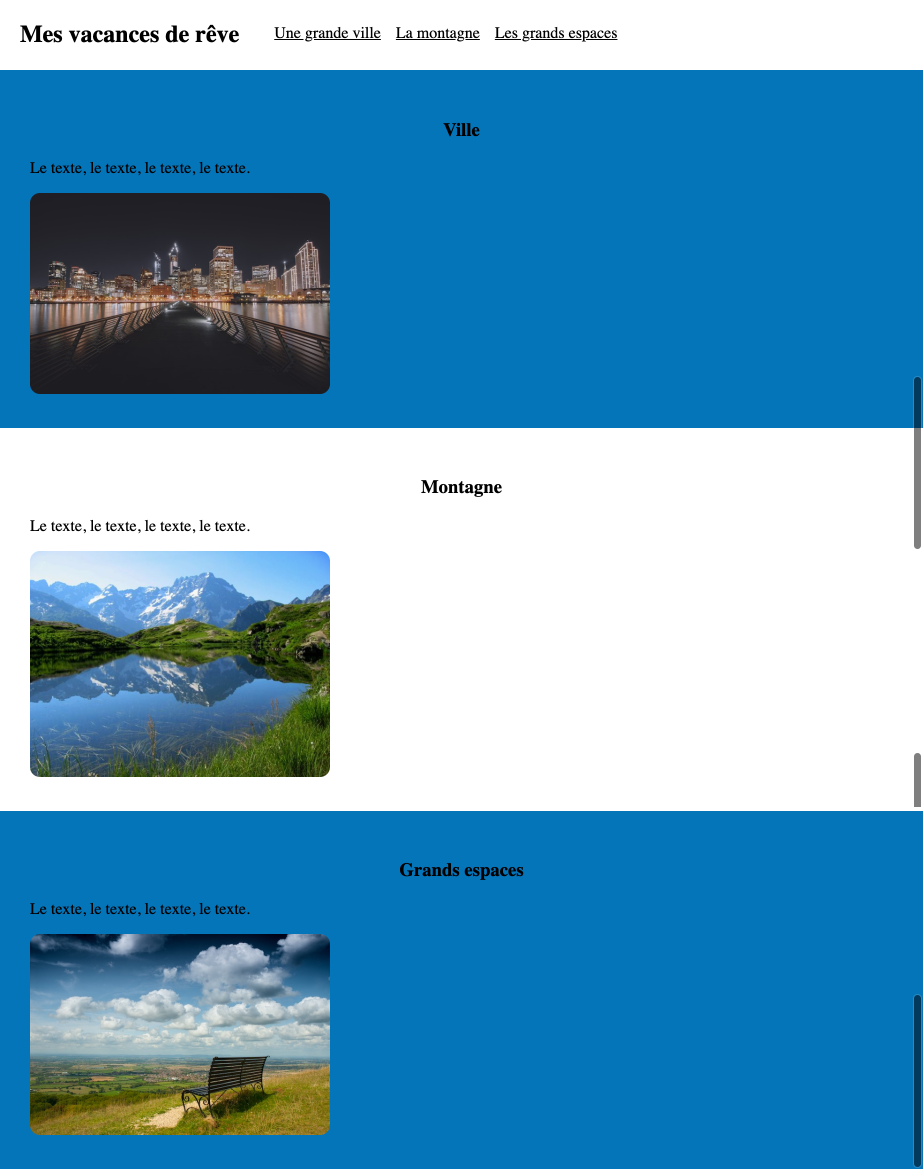 Mes vacances de rêve
Une grande ville La montagne Les grands espaces
Ville
Le texte, le texte, le texte, le texte.
Montagne
Le texte, le texte, le texte, le texte.
Grands espaces
Le texte, le texte, le texte, le texte.